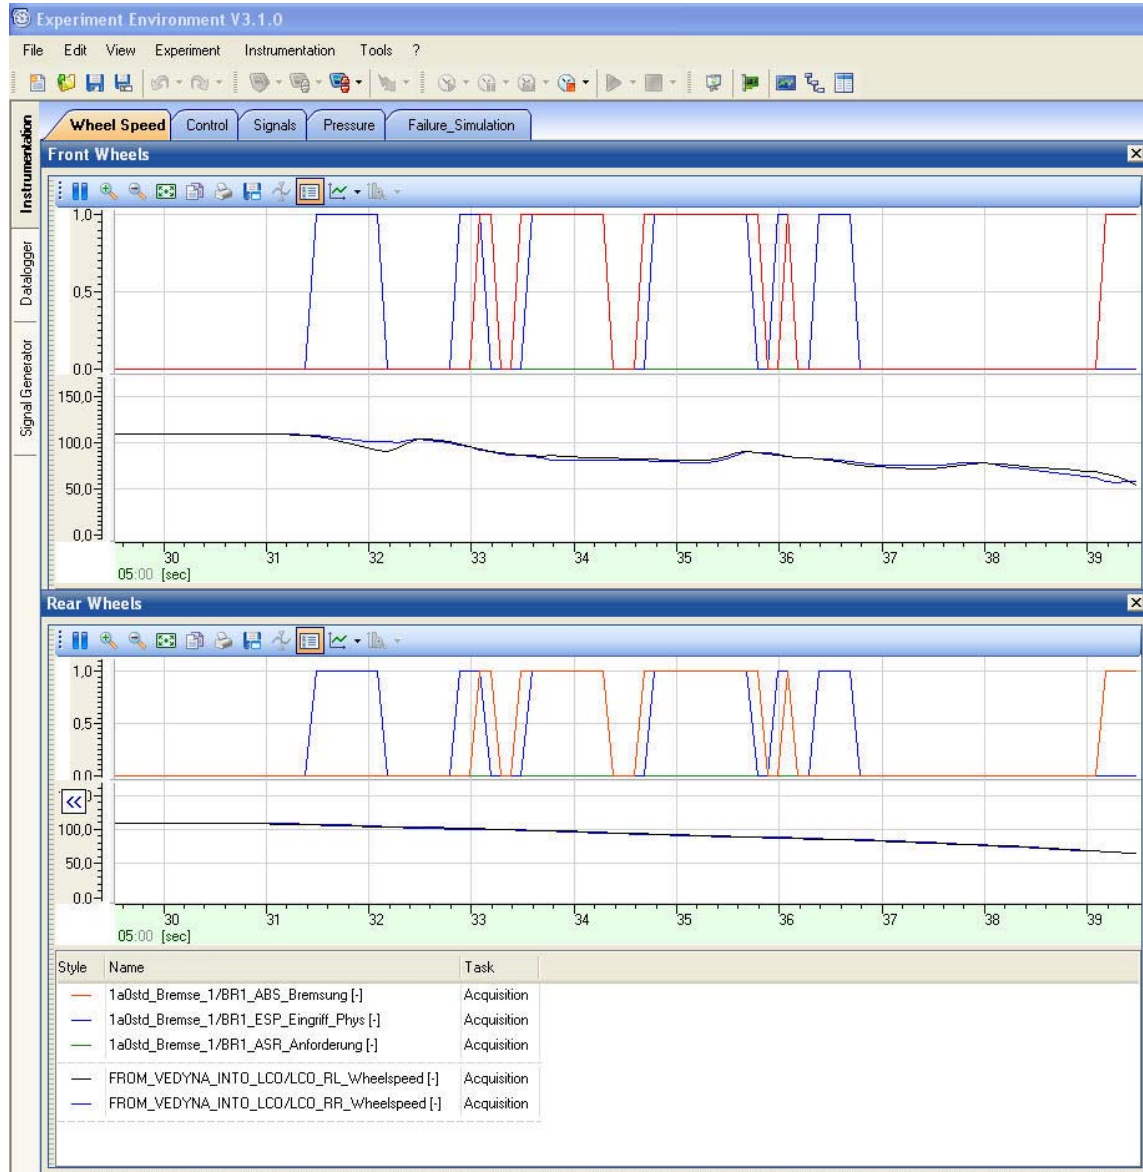 Experiment Environment V3.1.0
File Edit View Experiment Instrumentation Tools ?
Instrumentation
Datalogger
Signal Generator
Wheel Speed Control Signals Pressure Failure_Simulation
Front Wheels
1,0
0,5
0,0
150,0
100,0
50,0
0,0
30 31 32 33 34 35 36 37 38 39
05:00 [sec]
Rear Wheels
1,0
0,5
0,0
100,0
50,0
0,0
30 31 32 33 34 35 36 37 38 39
05:00 [sec]
Style Name Task
1a0std_Bremse_1/BR1_ABS_Bremsung [-] Acquisition
1a0std_Bremse_1/BR1_ESP_Eingriff_Phys [-] Acquisition
1a0std_Bremse_1/BR1_ASR_Anforderung [-] Acquisition
FROM_VEDYNA_INTO_LCO/LCO_RL_Wheelspeed [-] Acquisition
FROM_VEDYNA_INTO_LCO/LCO_RR_Wheelspeed [-] Acquisition